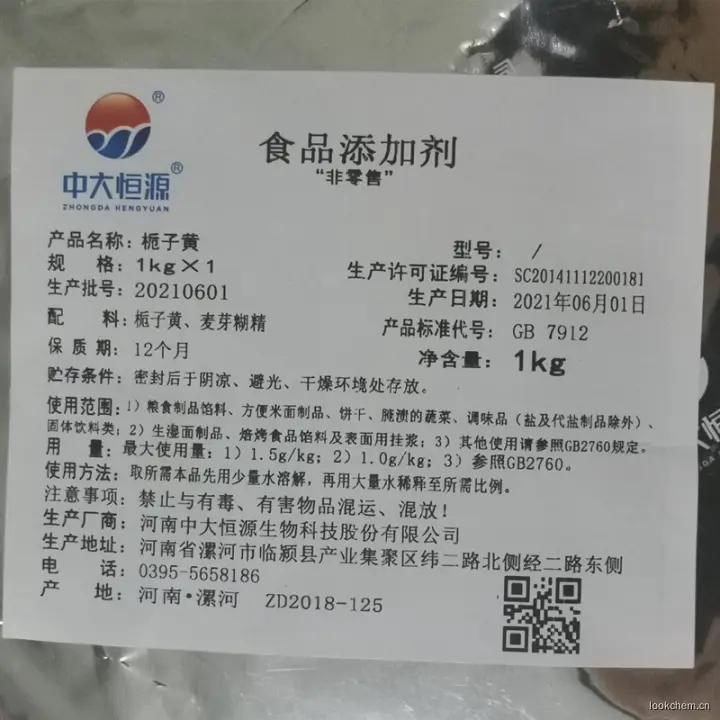 ®
中大恒源®
ZHONGDA HENGYUAN
食品添加剂
“非零售”
产品名称：栀子黄
型号： /
规 格：1kg×1
生产许可证编号：SC20141112200181
生产批号：20210601
生产日期：2021年06月01日
配 料：栀子黄、麦芽糊精
产品标准代号：GB 7912
保 质 期：12个月
净含量：1kg
贮存条件：密封后于阴凉、避光、干燥环境处存放。
使用范围：1）粮食制品馅料、方便米面制品、饼干、腌渍的蔬菜、调味品（盐及代盐制品除外）、
固体饮料类；2）生湿面制品、焙烤食品馅料及表面用挂浆；3）其他使用请参照GB2760规定。
用 量：最大使用量：1）1.5g/kg；2）1.0g/kg；3）参照GB2760。
使用方法：取所需本品先用少量水溶解，再用大量水稀释至所需比例。
注意事项：禁止与有毒、有害物品混运、混放！
生产厂商：河南中大恒源生物科技股份有限公司
生产地址：河南省漯河市临颍县产业集聚区纬二路北侧经二路东侧
电 话：0395-5658186
产 地：河南·漯河 ZD2018-125
lookchem.cn